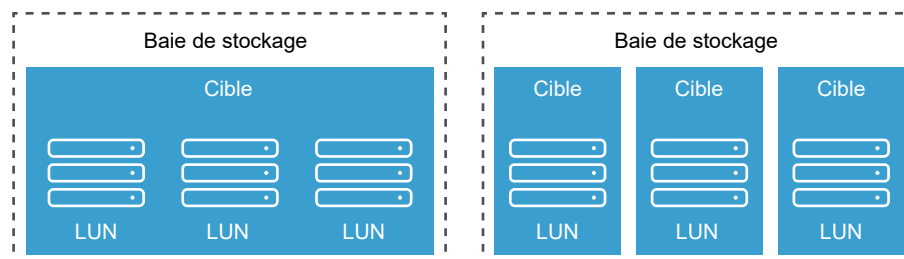 Baie de stockage
Cible
LUN LUN LUN
Baie de stockage
Cible Cible Cible
LUN LUN LUN